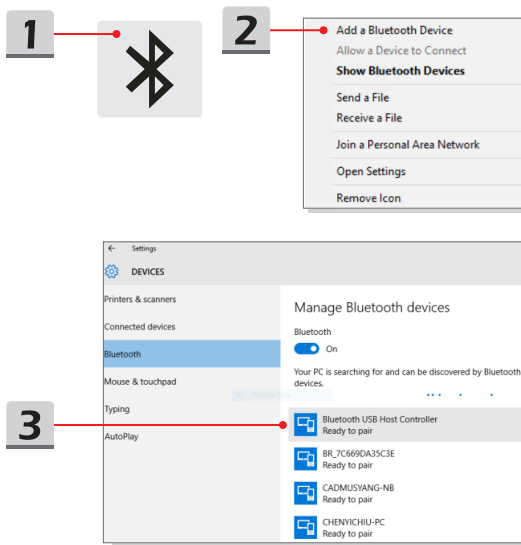 1
2
Add a Bluetooth Device
Allow a Device to Connect
Show Bluetooth Devices
Send a File
Receive a File
Join a Personal Area Network
Open Settings
Remove Icon
Settings
DEVICES
Printers & scanners
Connected devices
Bluetooth
Mouse & touchpad
Typing
AutoPlay
Manage Bluetooth devices
Bluetooth
On
Your PC is searching for and can be discovered by Bluetooth
devices.
3
Bluetooth USB Host Controller
Ready to pair
BR_7C669DA35C3E
Ready to pair
CADMUSYANG-NB
Ready to pair
CHENYICHIU-PC
Ready to pair